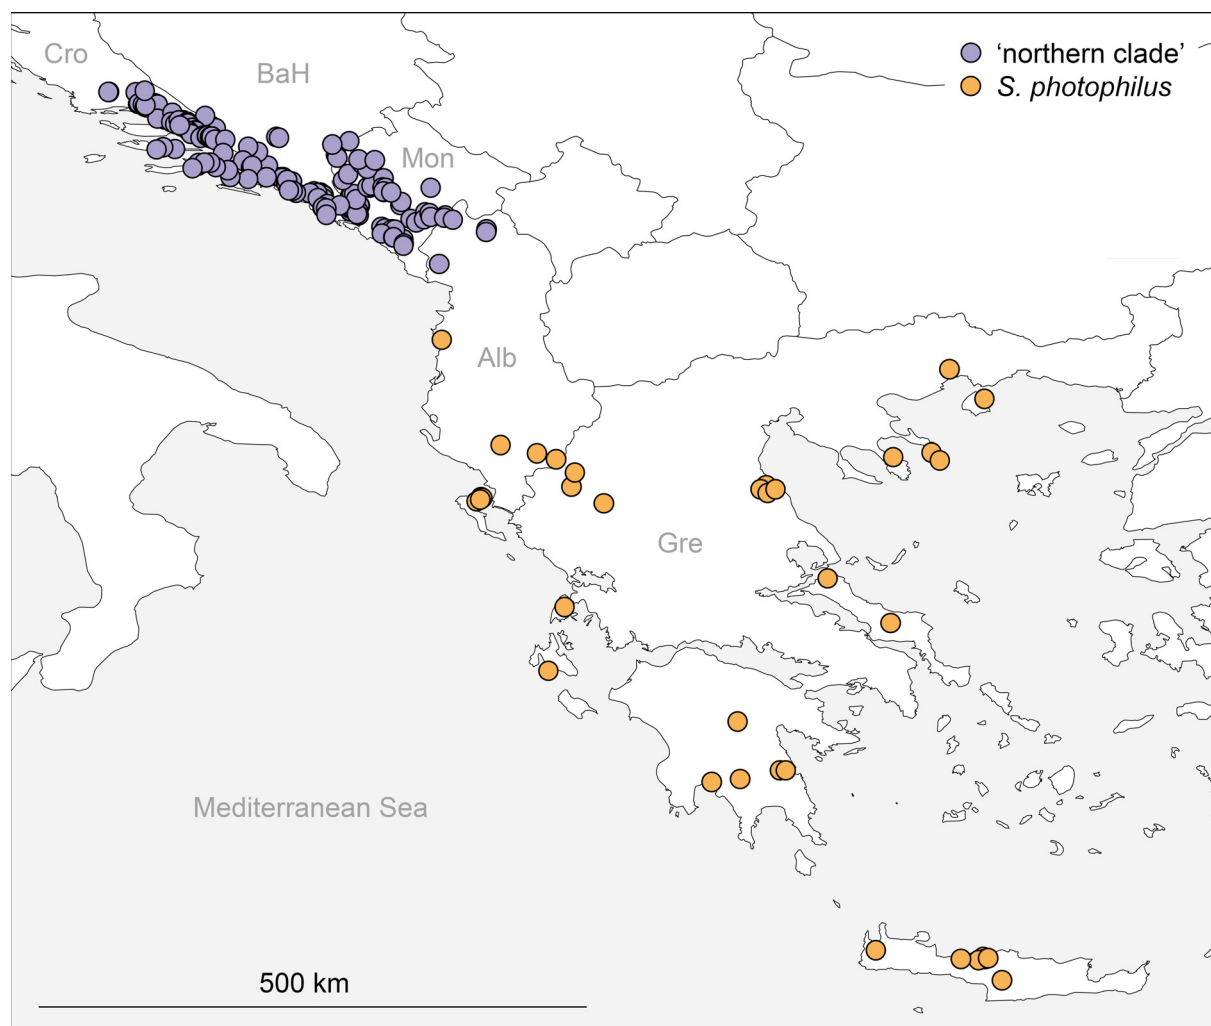 Cro
BaH
‘northern clade’
S. photophilus
Mon
Alb
Gre
Mediterranean Sea
500 km